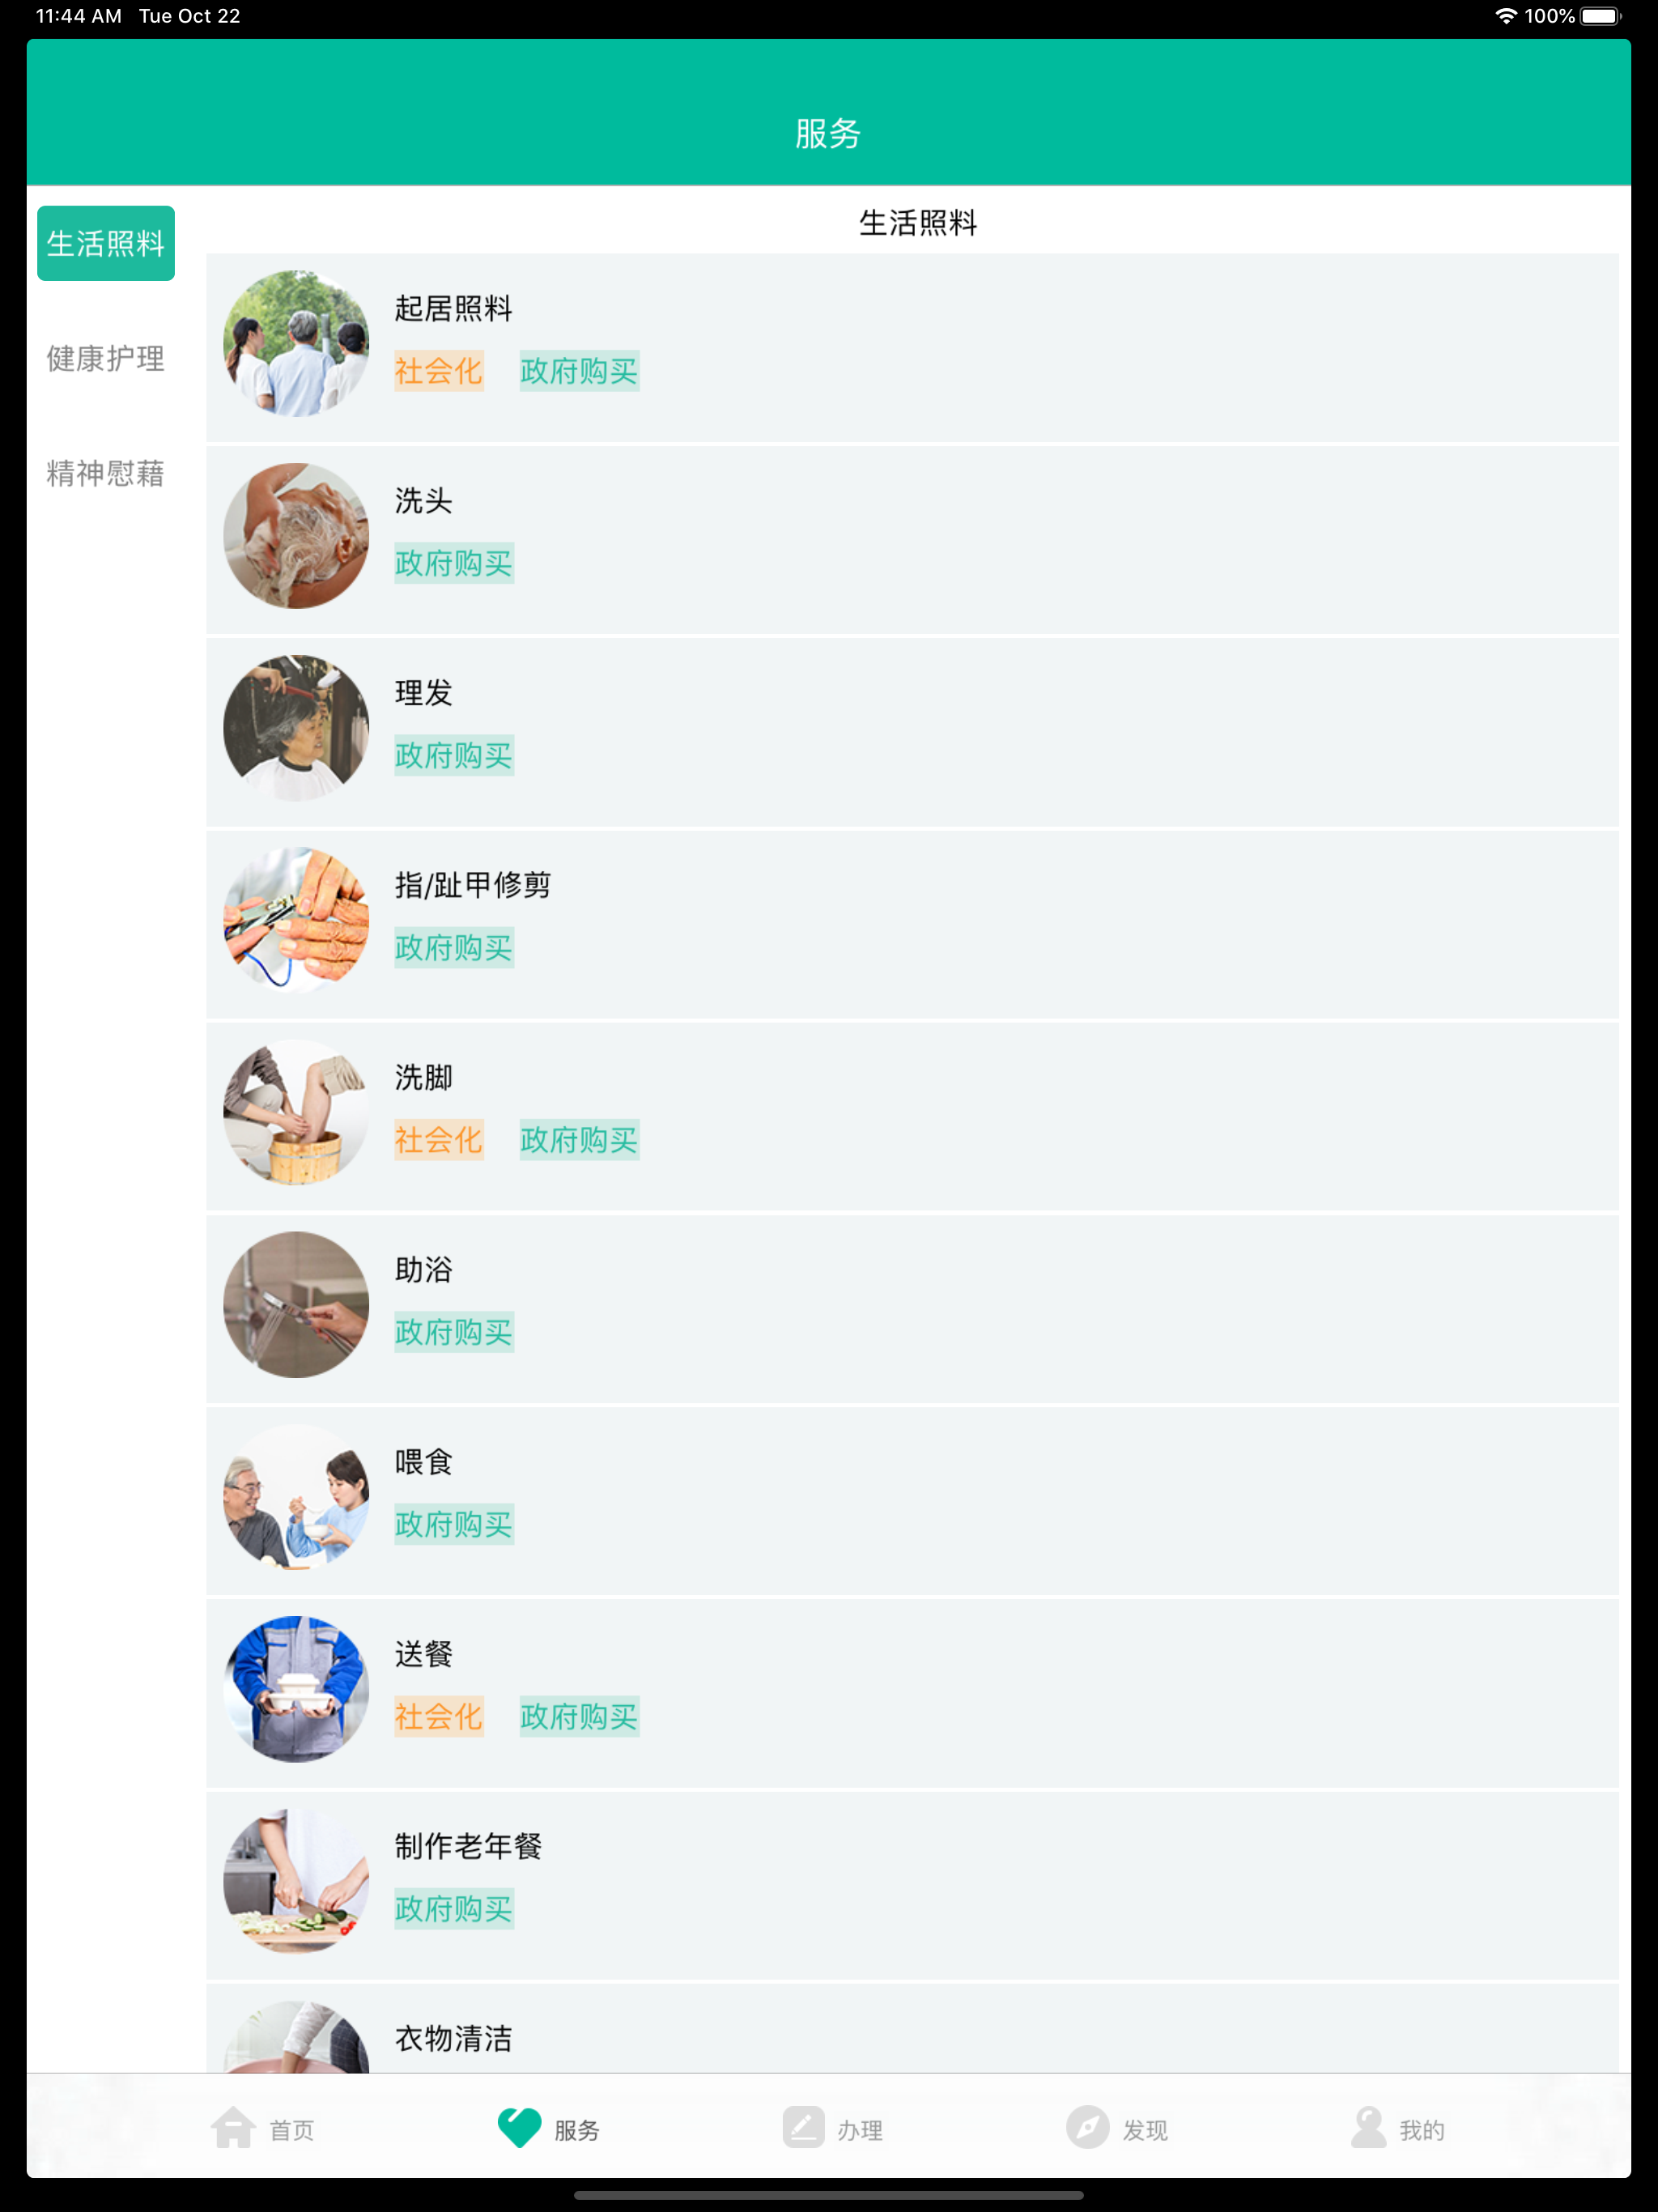 11:44 AM Tue Oct 22 100%
服务
生活照料
健康护理
精神慰藉
生活照料
起居照料
社会化 政府购买
洗头
政府购买
理发
政府购买
指/趾甲修剪
政府购买
洗脚
社会化 政府购买
助浴
政府购买
喂食
政府购买
送餐
社会化 政府购买
制作老年餐
政府购买
衣物清洁
首页 服务 办理 发现 我的